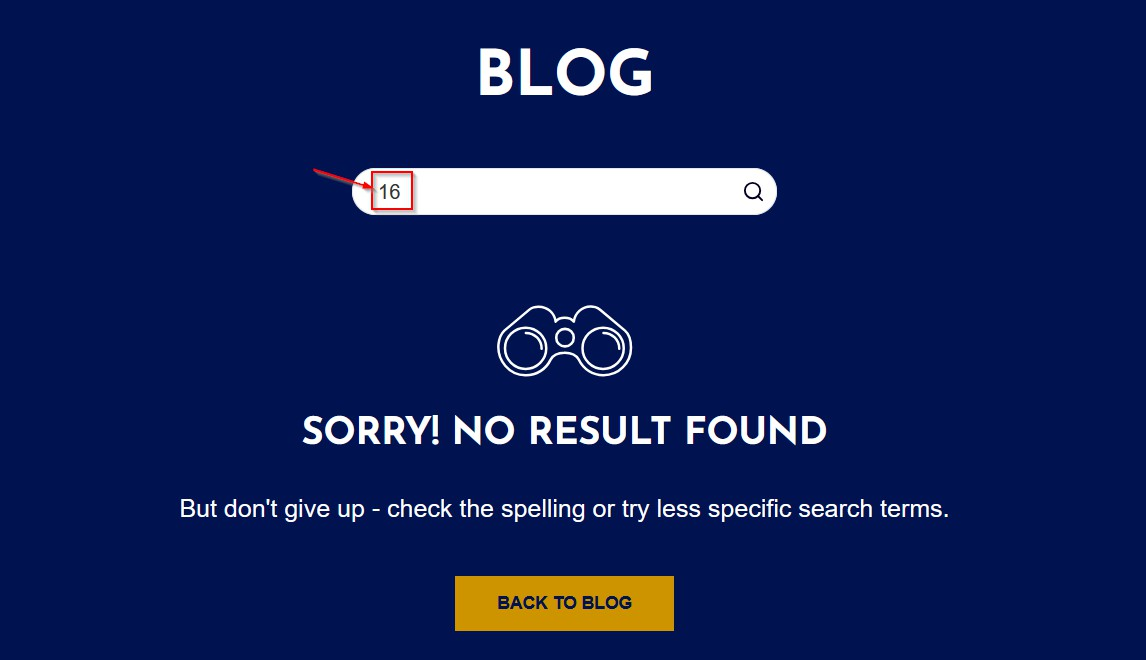 BLOG
16
SORRY! NO RESULT FOUND
But don't give up - check the spelling or try less specific search terms.
BACK TO BLOG